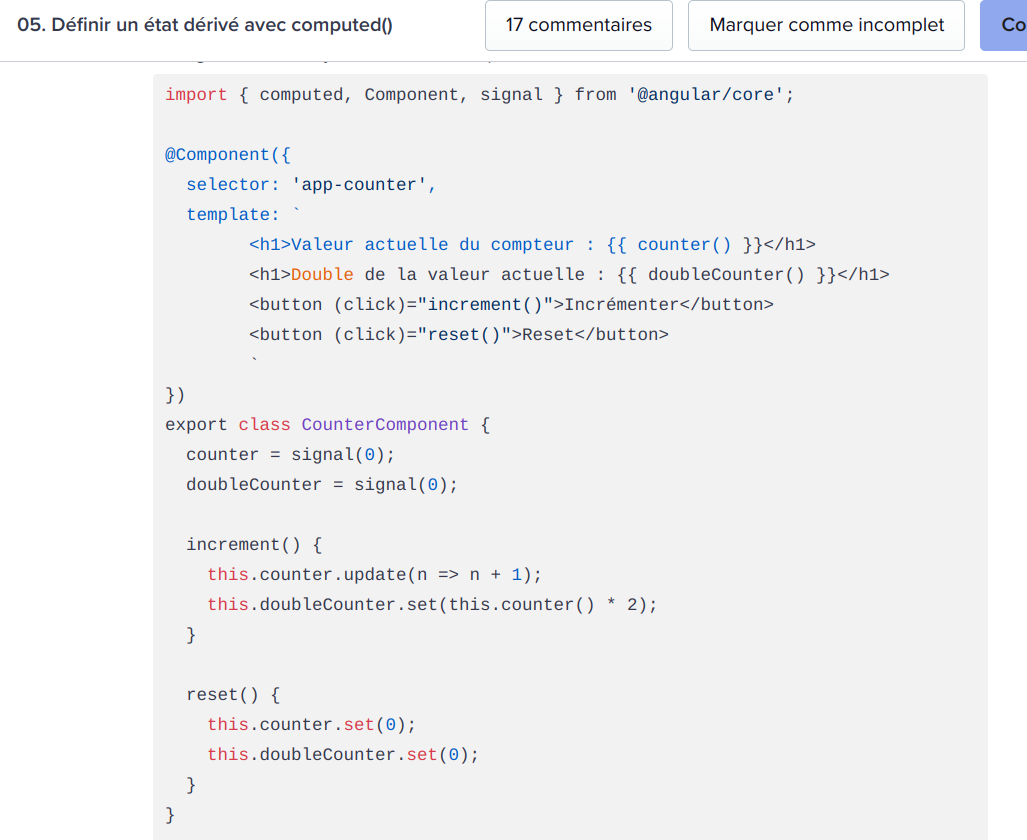 05. Définir un état dérivé avec computed()
17 commentaires
Marquer comme incomplet
Co
import { computed, Component, signal } from '@angular/core';
@Component({
  selector: 'app-counter',
  template: `
        <h1>Valeur actuelle du compteur : {{ counter() }}</h1>
        <h1>Double de la valeur actuelle : {{ doubleCounter() }}</h1>
        <button (click)="increment()">Incrémenter</button>
        <button (click)="reset()">Reset</button>
        `
})
export class CounterComponent {
  counter = signal(0);
  doubleCounter = signal(0);
  increment() {
    this.counter.update(n => n + 1);
    this.doubleCounter.set(this.counter() * 2);
  }
  reset() {
    this.counter.set(0);
    this.doubleCounter.set(0);
  }
}